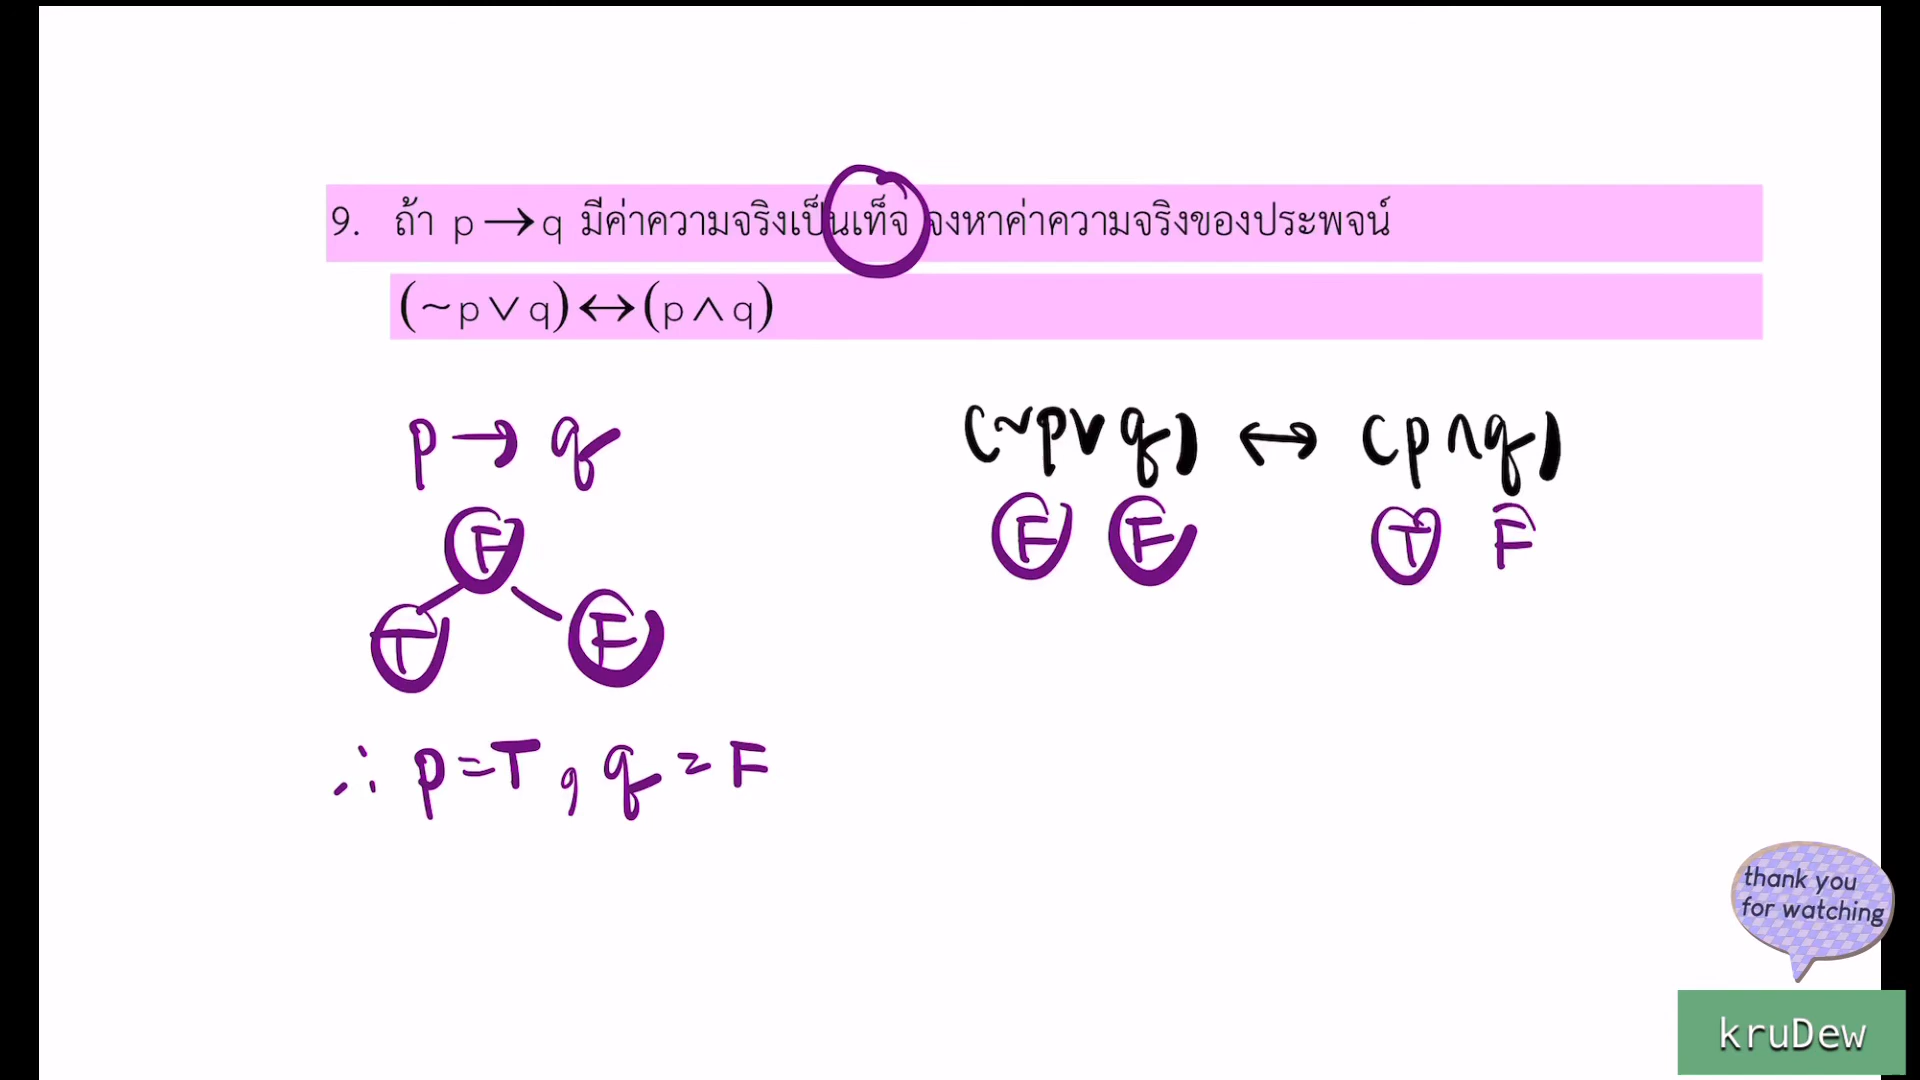 9. ถ้า p→q มีค่าความจริงเป็นเท็จ จงหาค่าความจริงของประพจน์
(~p∨q)↔(p∧q)
p → q
F
T F
∴ p=T, q=F
(~p∨q) ↔ (p∧q)
F F T F
thank you
for watching
kruDew